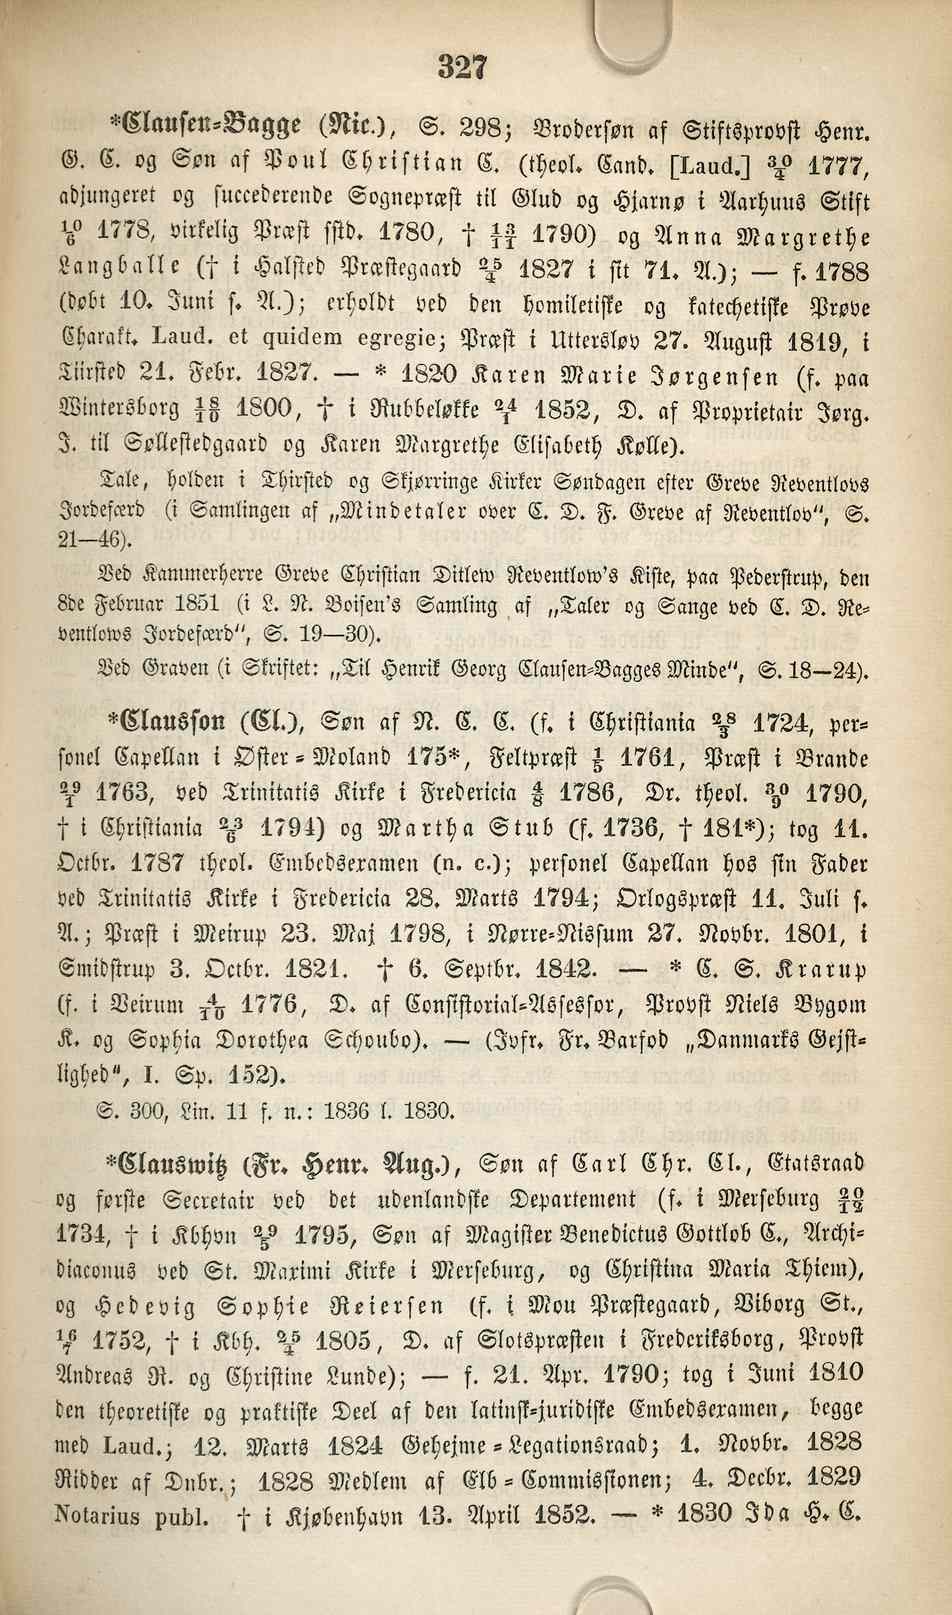 327
*Clausen-Bagge (Nic.), S. 298; Brodersøn af Stiftsprovst Henr.
G. C. og Søn af Poul Christian C. (theol. Cand. [Laud.] 30/4 1777,
adjungeret og succederende Sognepræst til Glud og Hjarnø i Aarhuus Stift
10/6 1778, virkelig Præst sstd. 1780, † 13/11 1790) og Anna Margrethe
Langballe († i Halsted Præstegaard 25/4 1827 i sit 71. A.); — f. 1788
(døbt 10. Juni s. A.); erholdt ved den homiletiske og katechetiske Prøve
Charakt. Laud. et quidem egregie; Præst i Uttersløv 27. August 1819, i
Tiirsted 21. Febr. 1827. — * 1820 Karen Marie Jørgensen (f. paa
Wintersborg 18/10 1800, † i Rubbeløkke 24/1 1852, D. af Proprietair Jørg.
J. til Søllestedgaard og Karen Margrethe Elisabeth Kølle).
Tale, holden i Thirsted og Skjørringe Kirker Søndagen efter Greve Reventlovs
Jordefærd (i Samlingen af „Mindetaler over C. D. F. Greve af Reventlov“, S.
21—46).
Ved Kammerherre Greve Christian Ditlew Reventlow's Kiste, paa Pederstrup, den
8de Februar 1851 (i L. N. Boisen's Samling af „Taler og Sange ved C. D. Re-
ventlows Jordefærd“, S. 19—30).
Ved Graven (i Skriftet: „Til Henrik Georg Clausen-Bagges Minde“, S. 18—24).
*Clausson (Cl.), Søn af N. C. C. (f. i Christiania 28/3 1724, per-
sonel Capellan i Øster-Moland 175*, Feltpræst 1/5 1761, Præst i Brande
29/1 1763, ved Trinitatis Kirke i Fredericia 4/8 1786, Dr. theol. 30/9 1790,
† i Christiania 23/6 1794) og Martha Stub (f. 1736, † 181*); tog 11.
Octbr. 1787 theol. Embedsexamen (n. c.); personel Capellan hos sin Fader
ved Trinitatis Kirke i Fredericia 28. Marts 1794; Orlogspræst 11. Juli s.
A.; Præst i Meirup 23. Maj 1798, i Nørre-Nissum 27. Novbr. 1801, i
Smidstrup 3. Octbr. 1821. † 6. Septbr. 1842. — * C. S. Krarup
(f. i Veirum 4/10 1776, D. af Consistorial-Assessor, Provst Niels Bygom
K. og Sophia Dorothea Schoubo). — (Jvfr. Fr. Barfod „Danmarks Gejst-
lighed“, I. Sp. 152).
S. 300, Lin. 11 f. n.: 1836 l. 1830.
*Clauswitz (Fr. Henr. Aug.), Søn af Carl Chr. Cl., Etatsraad
og første Secretair ved det udenlandske Departement (f. i Merseburg 20/12
1734, † i Kbhvn 29/5 1795, Søn af Magister Benedictus Gottlob C., Archi-
diaconus ved St. Maximi Kirke i Merseburg, og Christina Maria Thiem),
og Hedevig Sophie Reiersen (f. i Mou Præstegaard, Viborg St.,
16/7 1752, † i Kbh. 25/4 1805, D. af Slotspræsten i Frederiksborg, Provst
Andreas R. og Christine Lunde); — f. 21. Apr. 1790; tog i Juni 1810
den theoretiske og praktiske Deel af den latinsk-juridiske Embedsexamen, begge
med Laud.; 12. Marts 1824 Gehejme-Legationsraad; 1. Novbr. 1828
Ridder af Dnbr.; 1828 Medlem af Elb-Commissionen; 4. Decbr. 1829
Notarius publ. † i Kjøbenhavn 13. April 1852. — * 1830 Ida H. C.